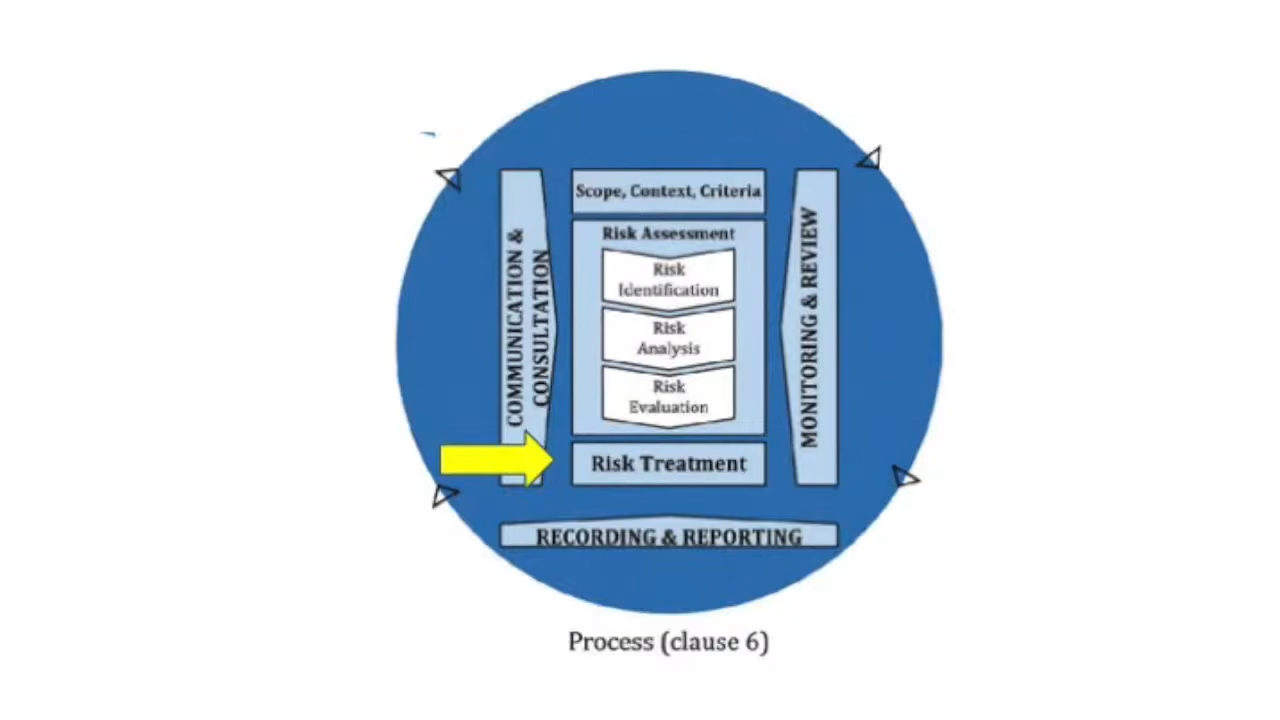 Scope, Context, Criteria
Risk Assessment
Risk
Identification
Risk
Analysis
Risk
Evaluation
Risk Treatment
COMMUNICATION &
CONSULTATION
MONITORING & REVIEW
RECORDING & REPORTING
Process (clause 6)